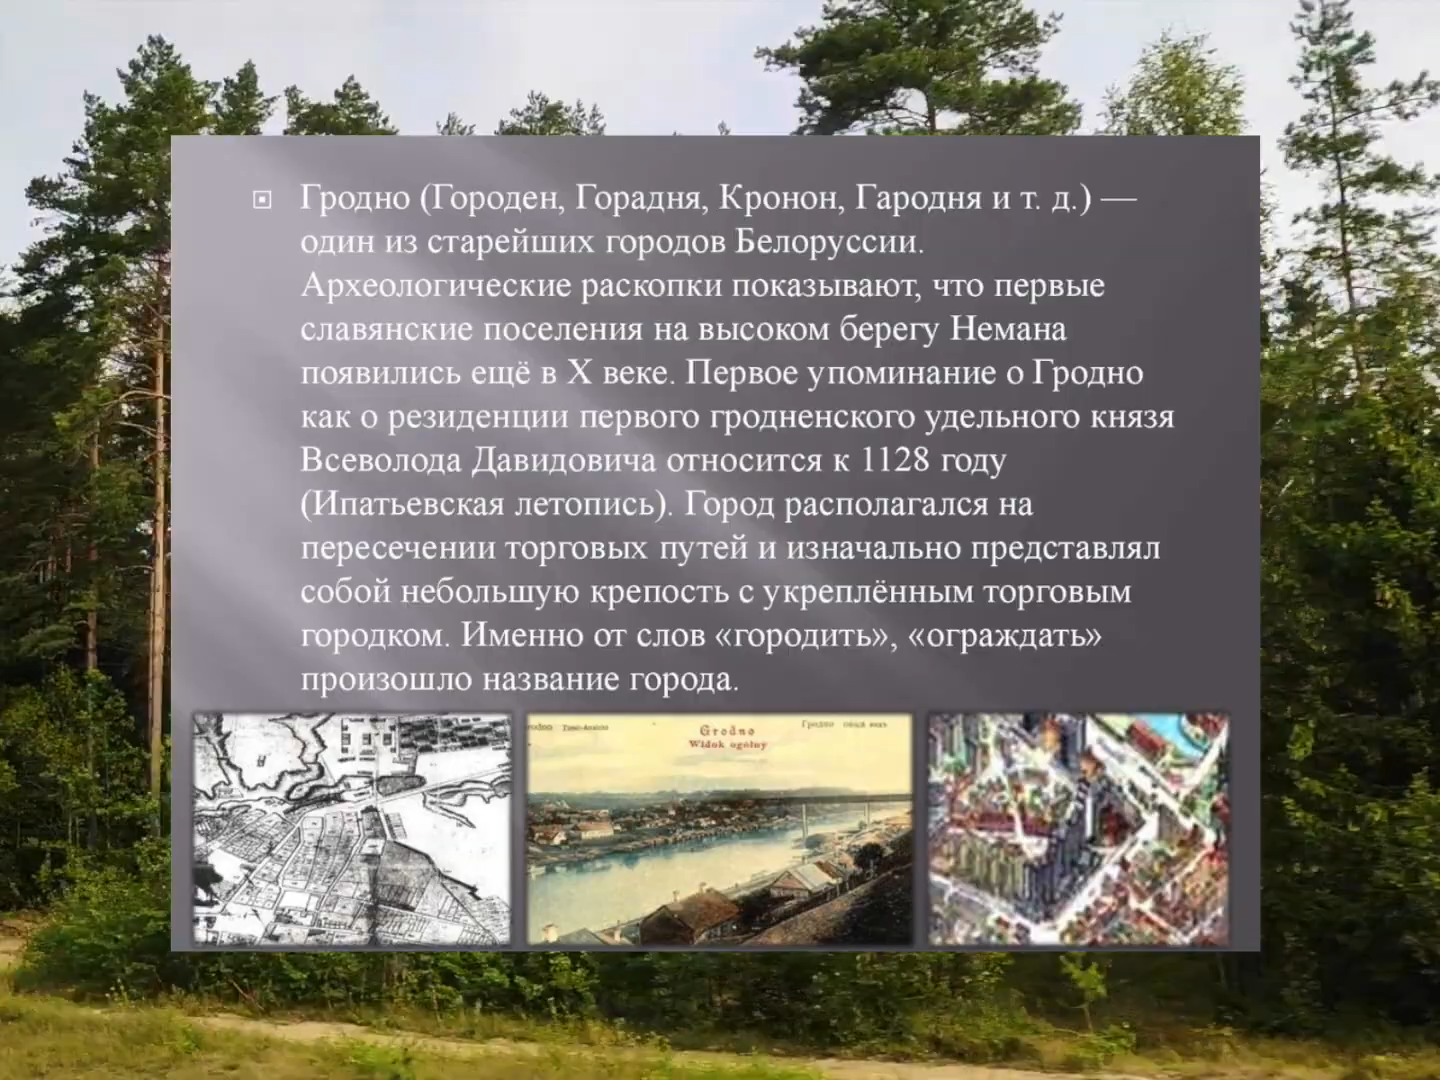 Гродно (Городен, Горадня, Кронон, Гародня и т. д.) —
один из старейших городов Белоруссии.
Археологические раскопки показывают, что первые
славянские поселения на высоком берегу Немана
появились ещё в X веке. Первое упоминание о Гродно
как о резиденции первого гродненского удельного князя
Всеволода Давидовича относится к 1128 году
(Ипатьевская летопись). Город располагался на
пересечении торговых путей и изначально представлял
собой небольшую крепость с укреплённым торговым
городком. Именно от слов «городить», «ограждать»
произошло название города.
Grodno
Widok ogólny
Гродно